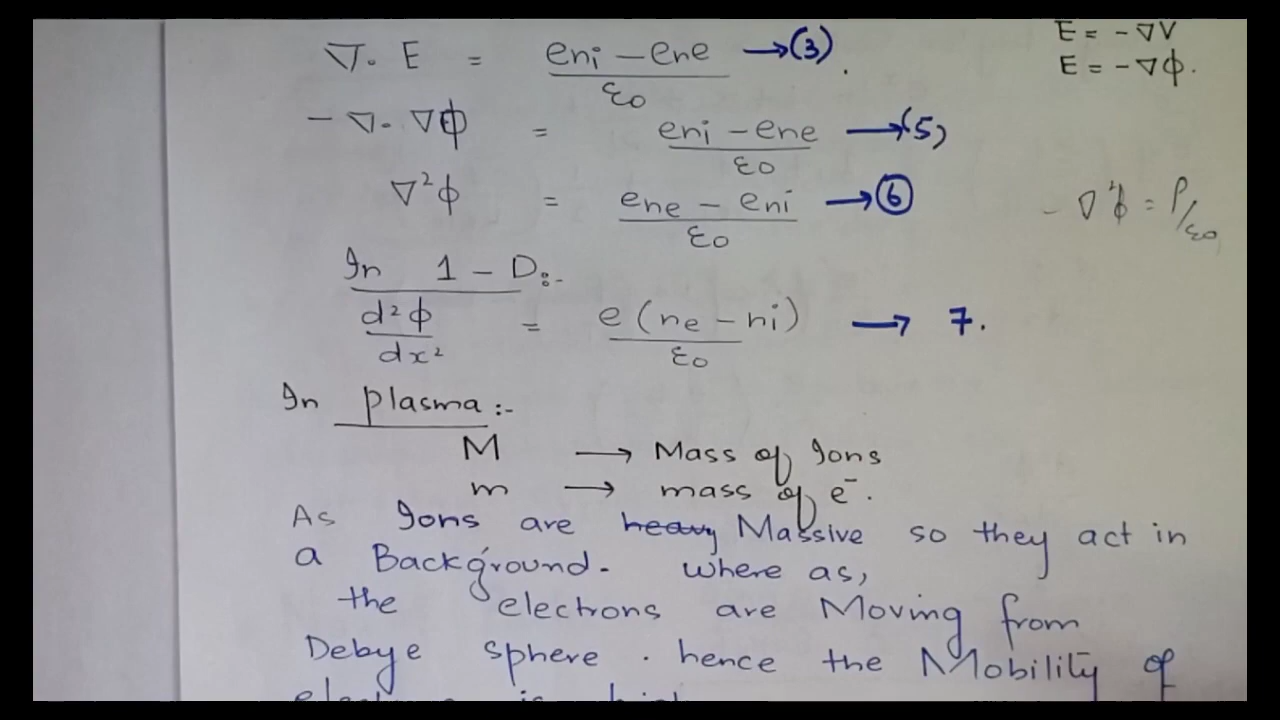 ∇. E = eni − ene / ε0 → (3).
E = −∇V
E = −∇φ.
− ∇. ∇φ = eni − ene / ε0 → (5)
∇²φ = ene − eni / ε0 → 6
− ∇²φ = ρ/ε0
In 1 − D:-
d²φ/dx² = e (ne − ni) / ε0 → 7.
In plasma :-
M → Mass of Ions
m → mass of e⁻.
As Ions are heavy Massive so they act in
a Background. where as,
the electrons are Moving from
Debye sphere. hence the Mobility of